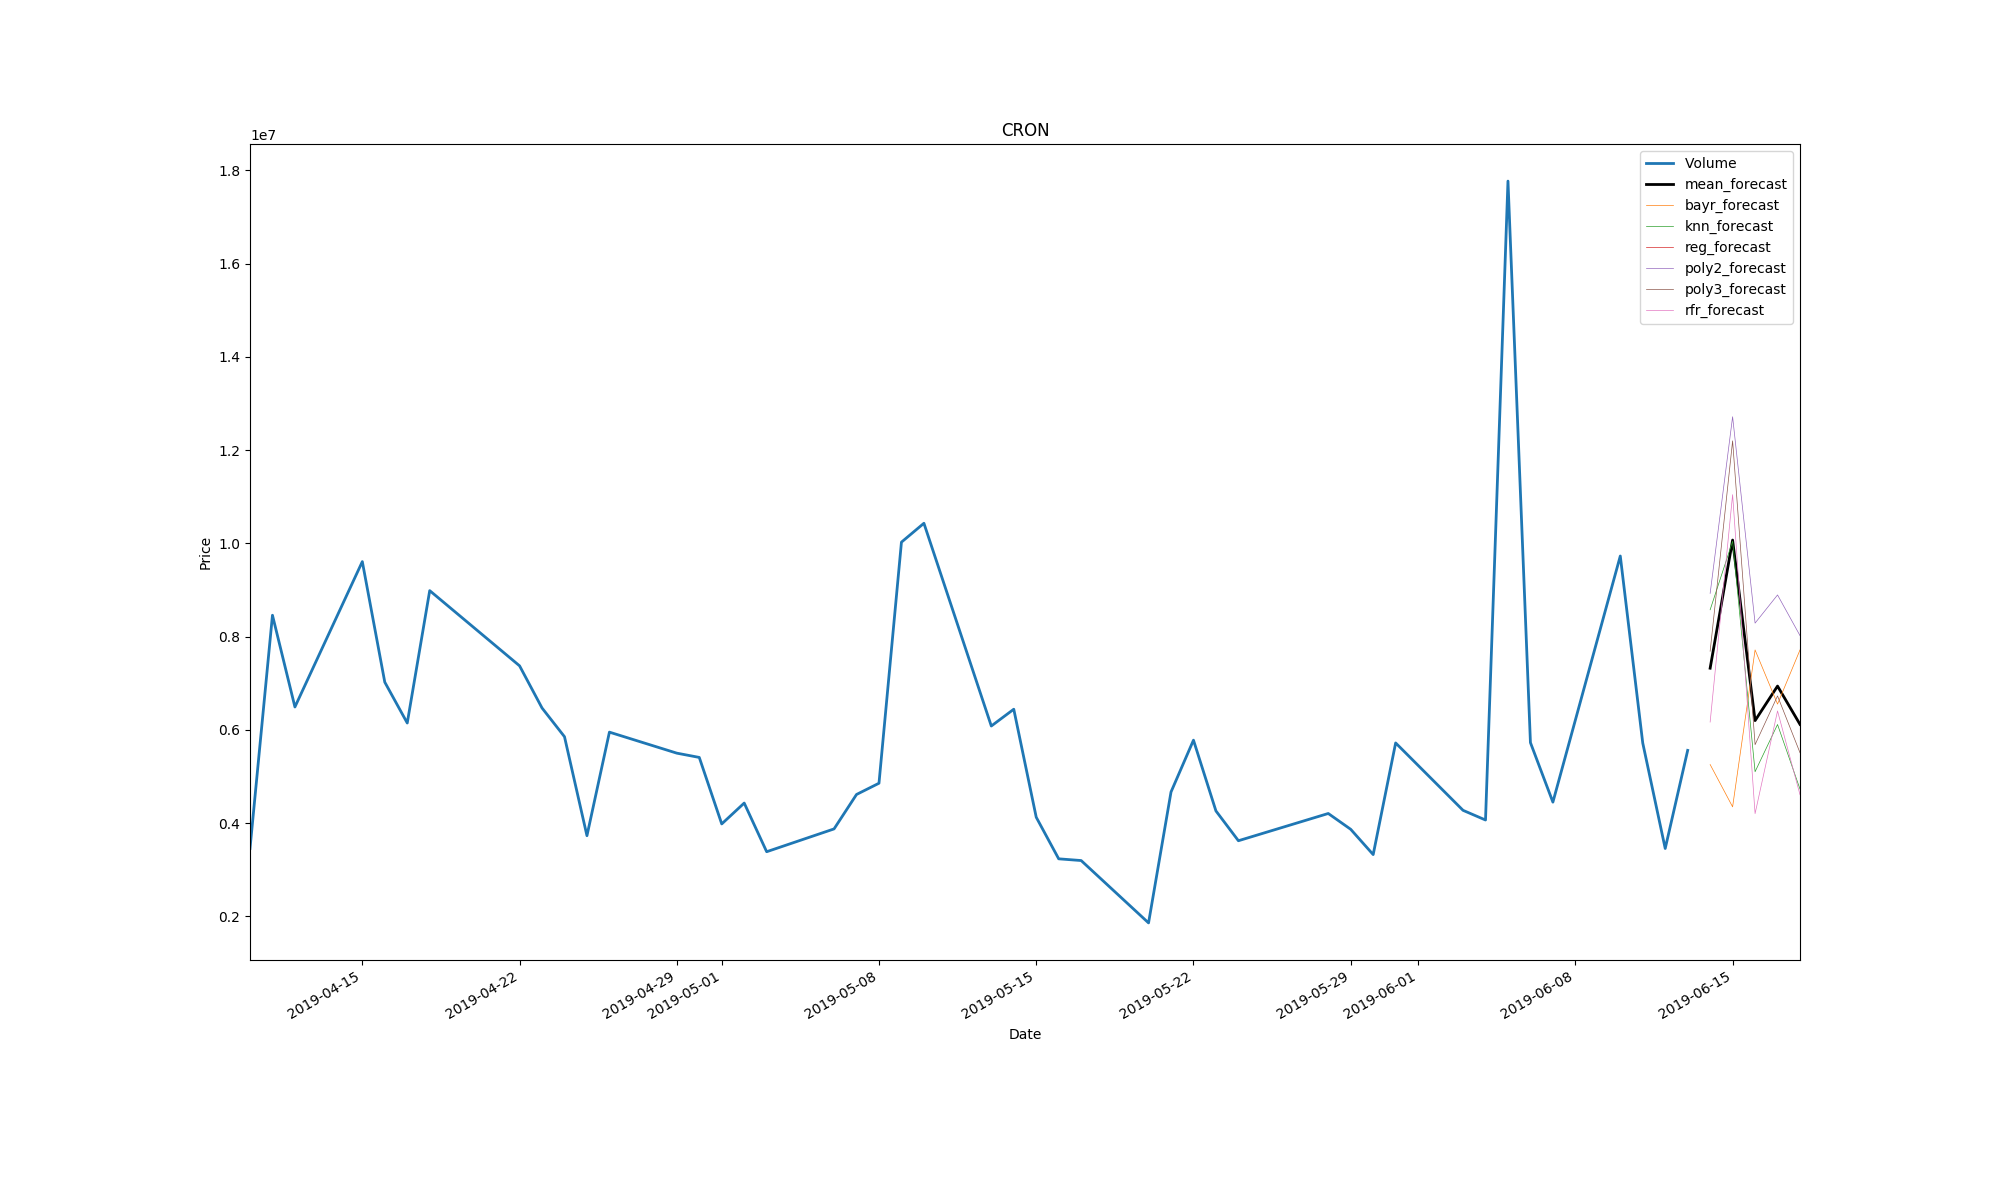 CRON
1e7
1.8
1.6
1.4
1.2
1.0
0.8
0.6
0.4
0.2
Price
Volume
mean_forecast
bayr_forecast
knn_forecast
reg_forecast
poly2_forecast
poly3_forecast
rfr_forecast
2019-04-15
2019-04-22
2019-04-29
2019-05-01
2019-05-08
2019-05-15
2019-05-22
2019-05-29
2019-06-01
2019-06-08
2019-06-15
Date